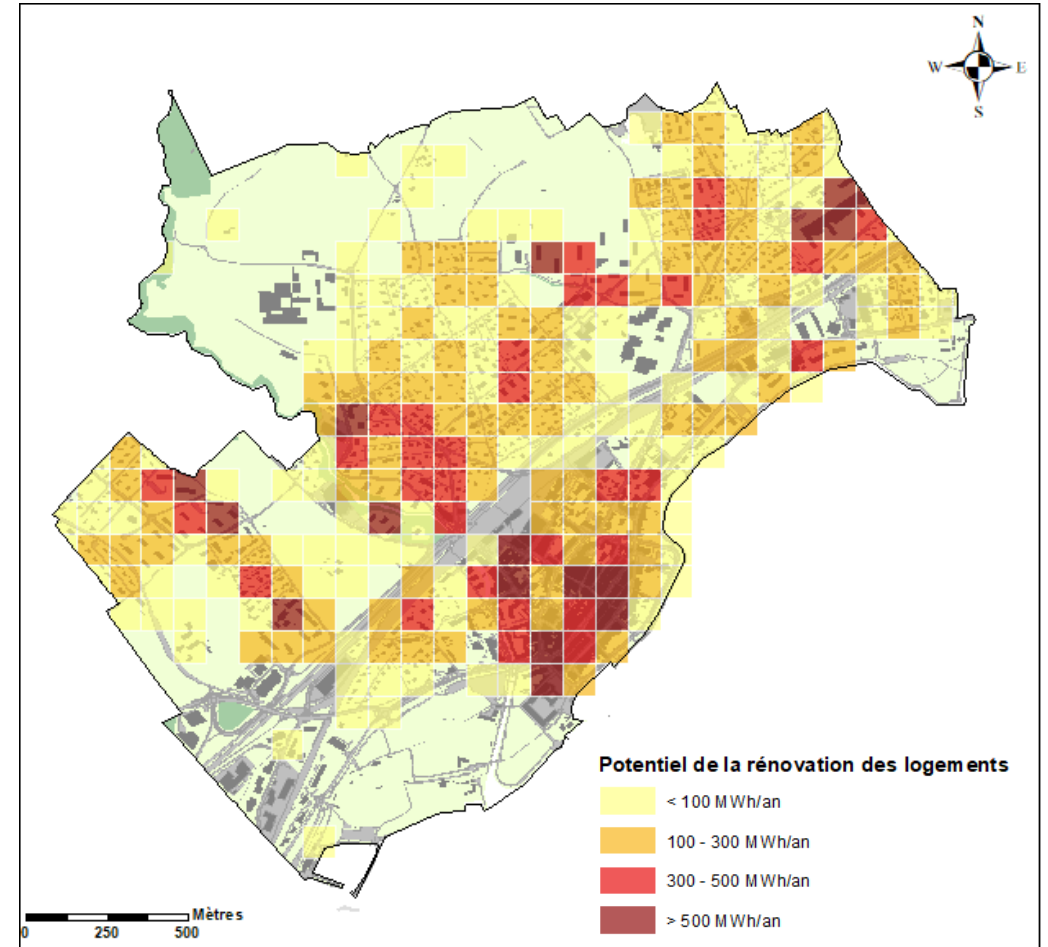 N
W E
S
Potentiel de la rénovation des logements
< 100 MWh/an
100 - 300 MWh/an
300 - 500 MWh/an
> 500 MWh/an
Mètres
0 250 500